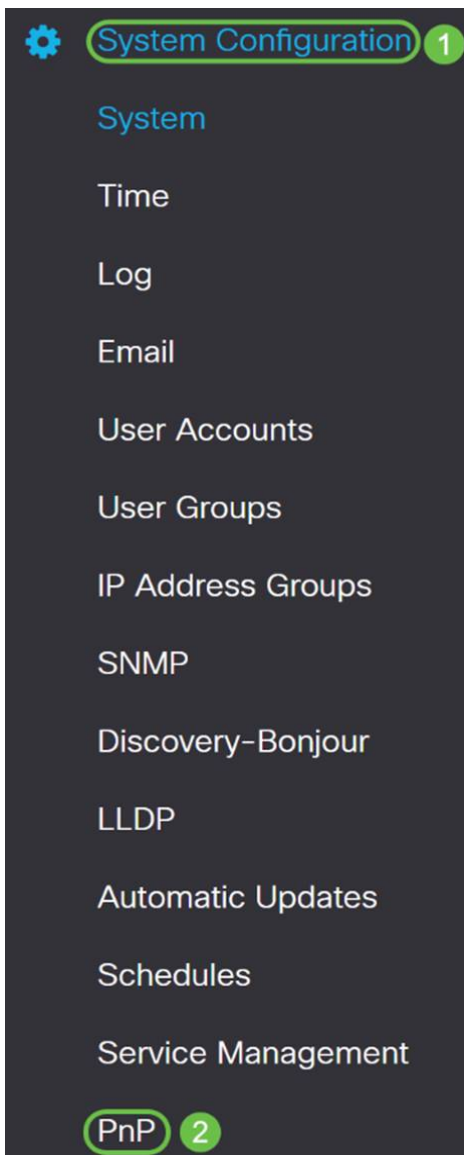 System Configuration 1
System
Time
Log
Email
User Accounts
User Groups
IP Address Groups
SNMP
Discovery-Bonjour
LLDP
Automatic Updates
Schedules
Service Management
PnP 2